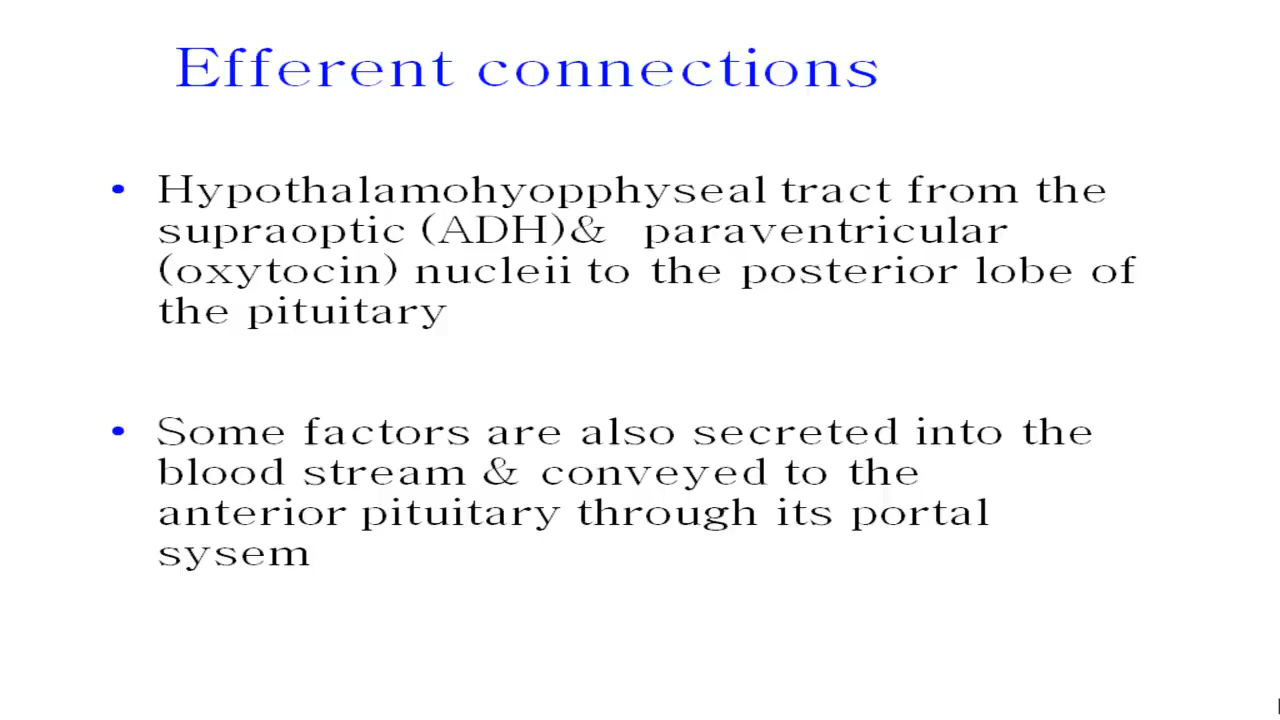 Efferent connections
• Hypothalamohyopphyseal tract from the
supraoptic (ADH)& paraventricular
(oxytocin) nucleii to the posterior lobe of
the pituitary
• Some factors are also secreted into the
blood stream & conveyed to the
anterior pituitary through its portal
sysem